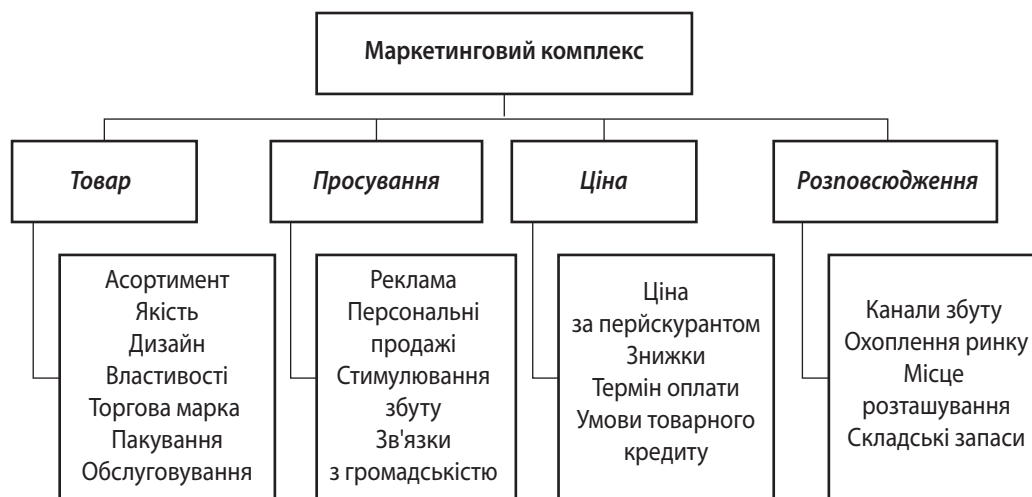 Маркетинговий комплекс
Товар
Просування
Ціна
Розповсюдження
Асортимент
Якість
Дизайн
Властивості
Торгова марка
Пакування
Обслуговування
Реклама
Персональні
продажі
Стимулювання
збуту
Зв'язки
з громадськістю
Ціна
за перйскурантом
Знижки
Термін оплати
Умови товарного
кредиту
Канали збуту
Охоплення ринку
Місце
розташування
Складські запаси